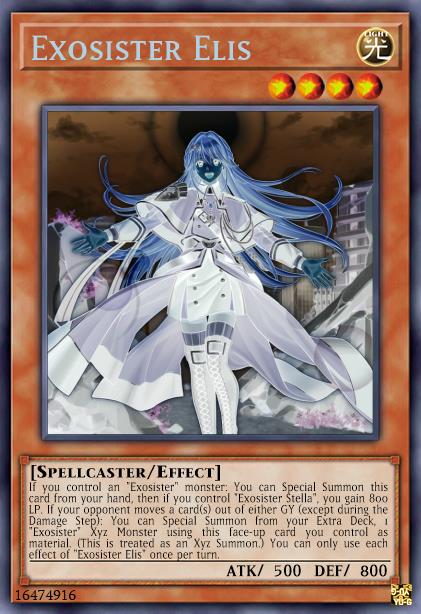 Exosister Elis
LIGHT
光
[Spellcaster/Effect]
If you control an "Exosister" monster: You can Special Summon this
card from your hand, then if you control "Exosister Stella", you gain 800
LP. If your opponent moves a card(s) out of either GY (except during the
Damage Step): You can Special Summon from your Extra Deck, 1
"Exosister" Xyz Monster using this face-up card you control as
material. (This is treated as an Xyz Summon.) You can only use each
effect of "Exosister Elis" once per turn.
ATK/ 500 DEF/ 800
16474916